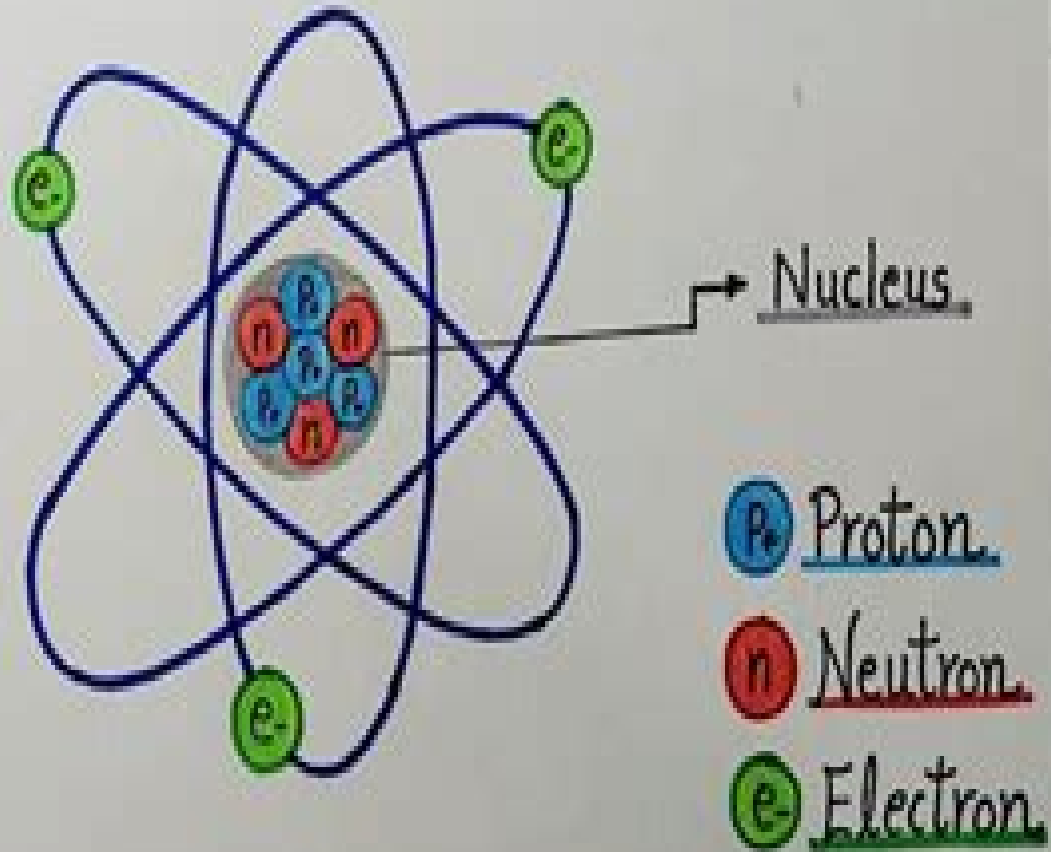 e-
e-
P+
n n
P+
P+ P+
n
e-
Nucleus
P+ Proton
n Neutron
e- Electron